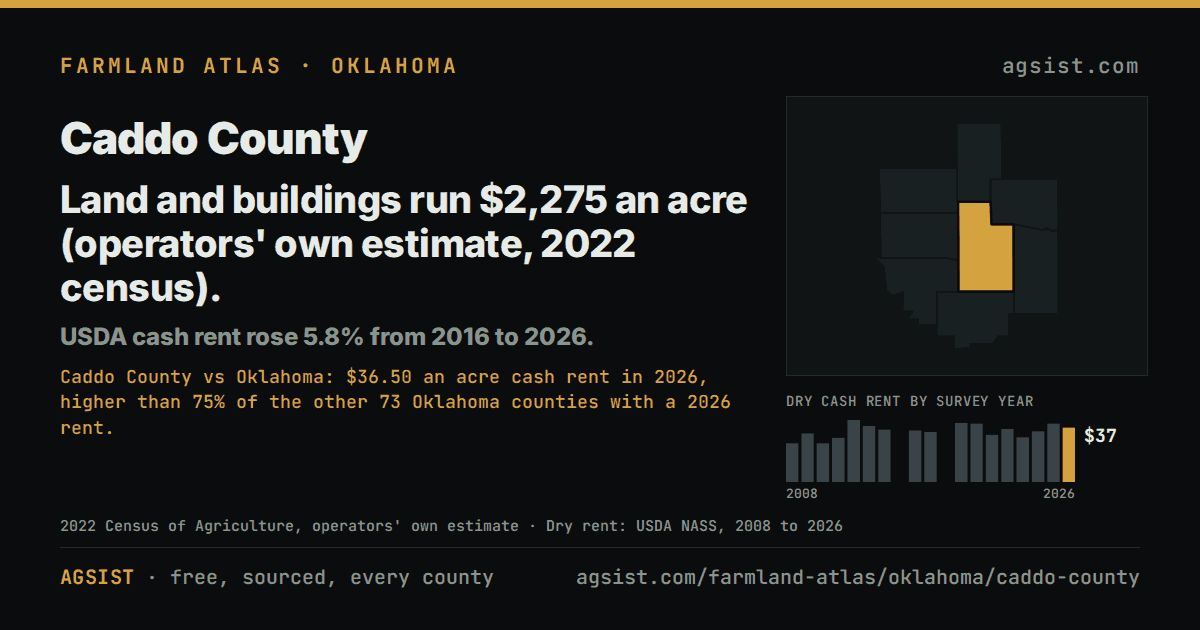 FARMLAND ATLAS · OKLAHOMA
agsist.com
Caddo County
Land and buildings run $2,275 an acre
(operators' own estimate, 2022
census).
USDA cash rent rose 5.8% from 2016 to 2026.
Caddo County vs Oklahoma: $36.50 an acre cash rent in 2026,
higher than 75% of the other 73 Oklahoma counties with a 2026
rent.
DRY CASH RENT BY SURVEY YEAR
$37
2008
2026
2022 Census of Agriculture, operators' own estimate · Dry rent: USDA NASS, 2008 to 2026
AGSIST · free, sourced, every county
agsist.com/farmland-atlas/oklahoma/caddo-county